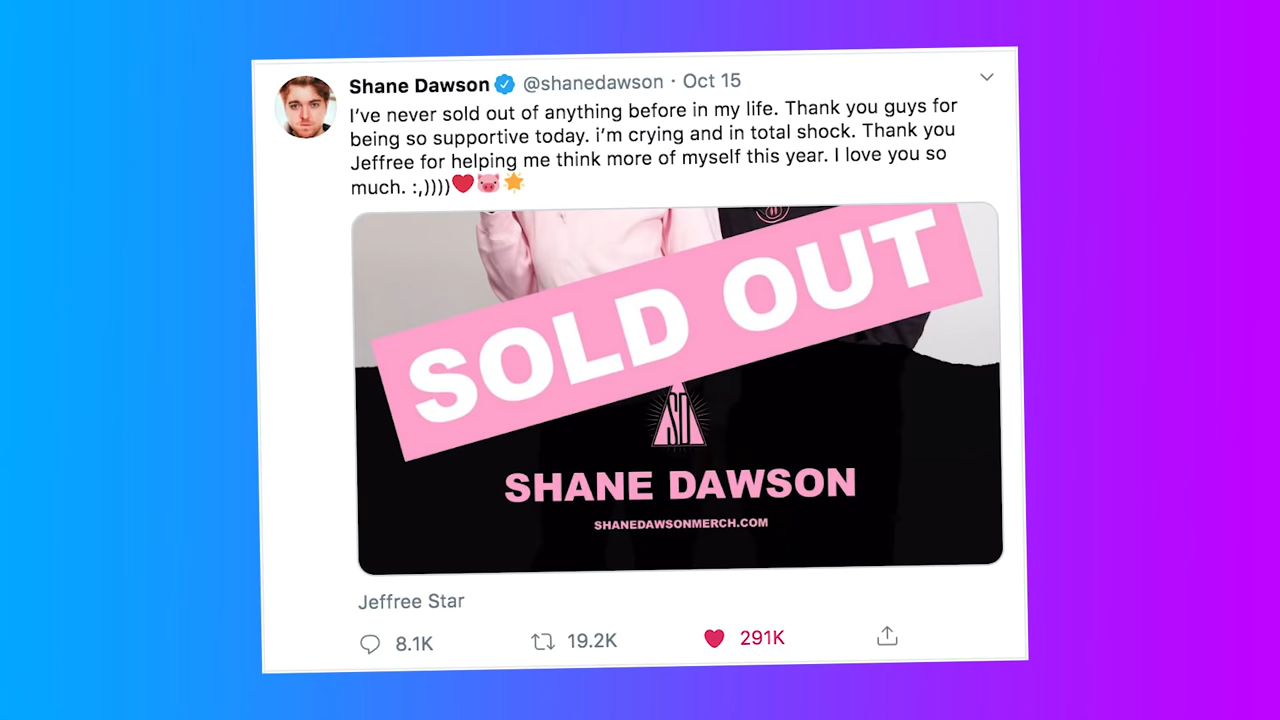 Shane Dawson @shanedawson · Oct 15
I've never sold out of anything before in my life. Thank you guys for
being so supportive today. i'm crying and in total shock. Thank you
Jeffree for helping me think more of myself this year. I love you so
much. :,))))❤️🐷🌟
SOLD OUT
SD
SHANE DAWSON
SHANEDAWSONMERCH.COM
Jeffree Star
8.1K 19.2K 291K